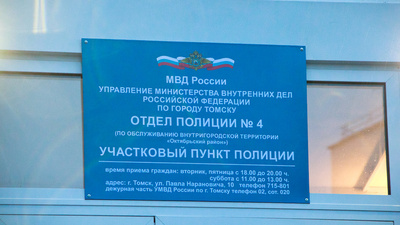 МВД России
УПРАВЛЕНИЕ МИНИСТЕРСТВА ВНУТРЕННИХ ДЕЛ
РОССИЙСКОЙ ФЕДЕРАЦИИ
ПО ГОРОДУ ТОМСКУ
ОТДЕЛ ПОЛИЦИИ № 4
(ПО ОБСЛУЖИВАНИЮ ВНУТРИГОРОДСКОЙ ТЕРРИТОРИИ
«Октябрьский район»)
УЧАСТКОВЫЙ ПУНКТ ПОЛИЦИИ
время приема граждан: вторник, пятница с 18.00 до 20.00 ч.
суббота с 11.00 до 13.00 ч.
адрес: г. Томск, ул. Павла Нарановича, 10 телефон 715-801
дежурная часть УМВД России по г. Томску телефон 02, сот. 020